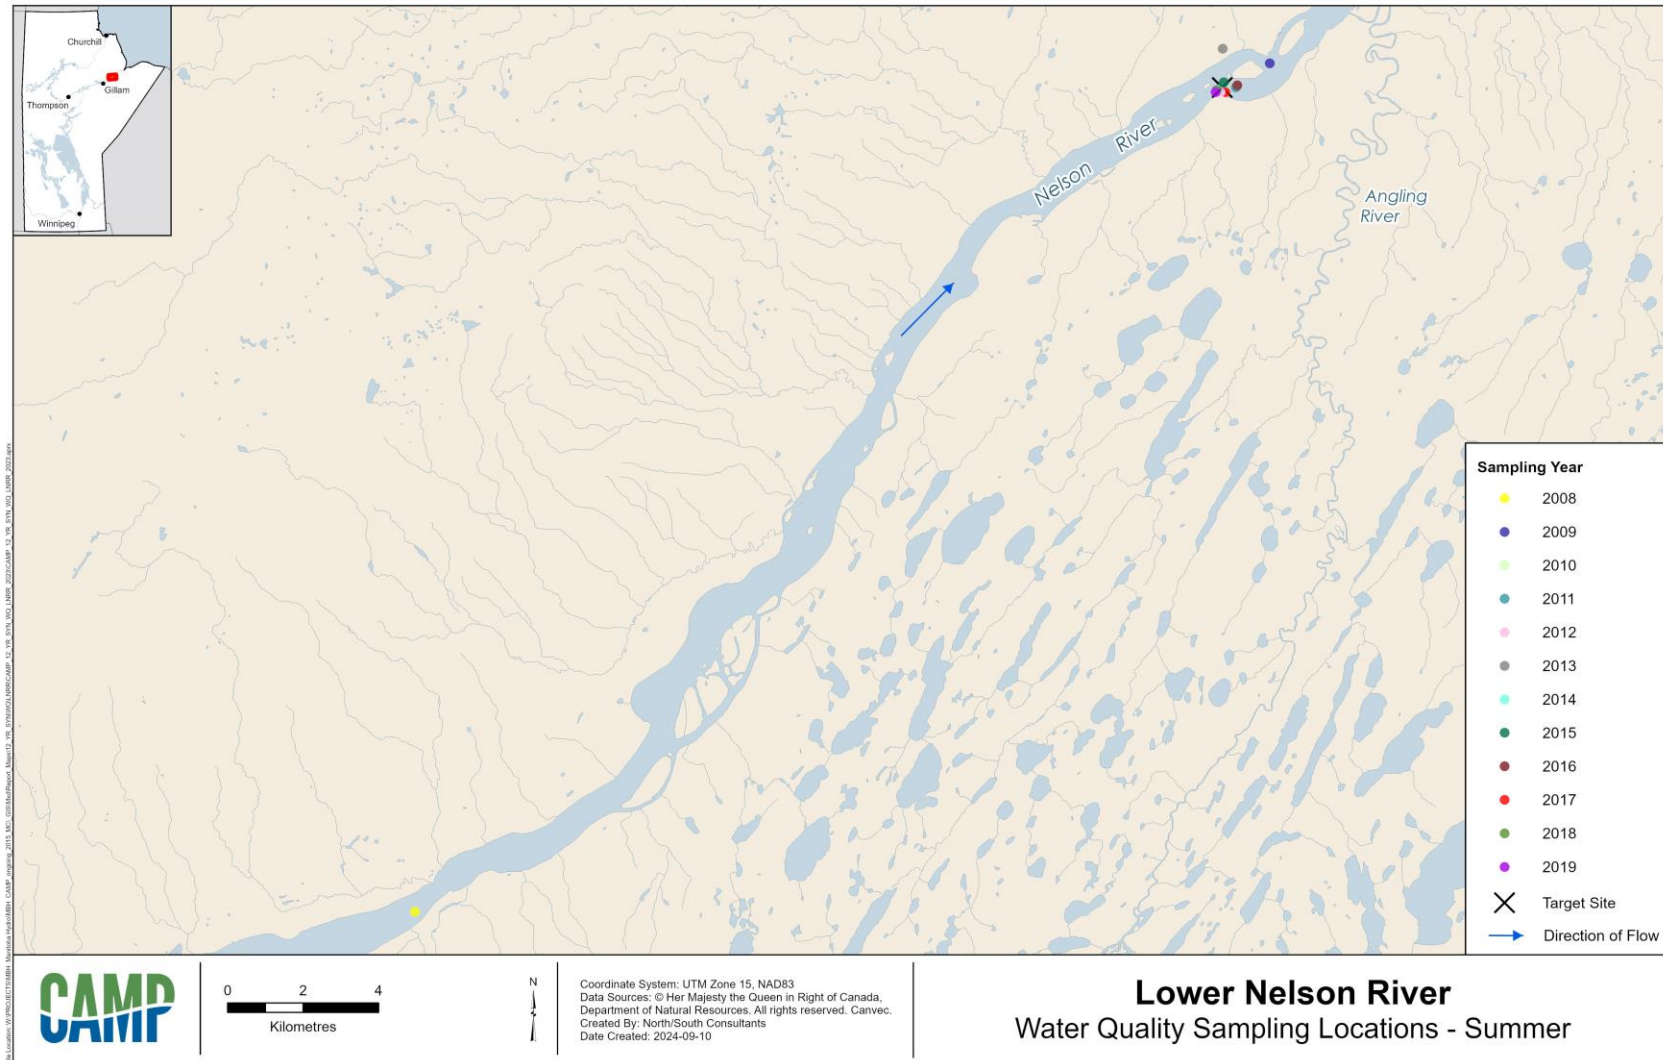 Churchill
Gillam
Thompson
Winnipeg
Nelson River
Angling
River
Sampling Year
2008
2009
2010
2011
2012
2013
2014
2015
2016
2017
2018
2019
Target Site
Direction of Flow
CAMP
0 2 4
Kilometres
N
Coordinate System: UTM Zone 15, NAD83
Data Sources: © Her Majesty the Queen in Right of Canada,
Department of Natural Resources. All rights reserved. Canvec.
Created By: North/South Consultants
Date Created: 2024-09-10
Lower Nelson River
Water Quality Sampling Locations - Summer